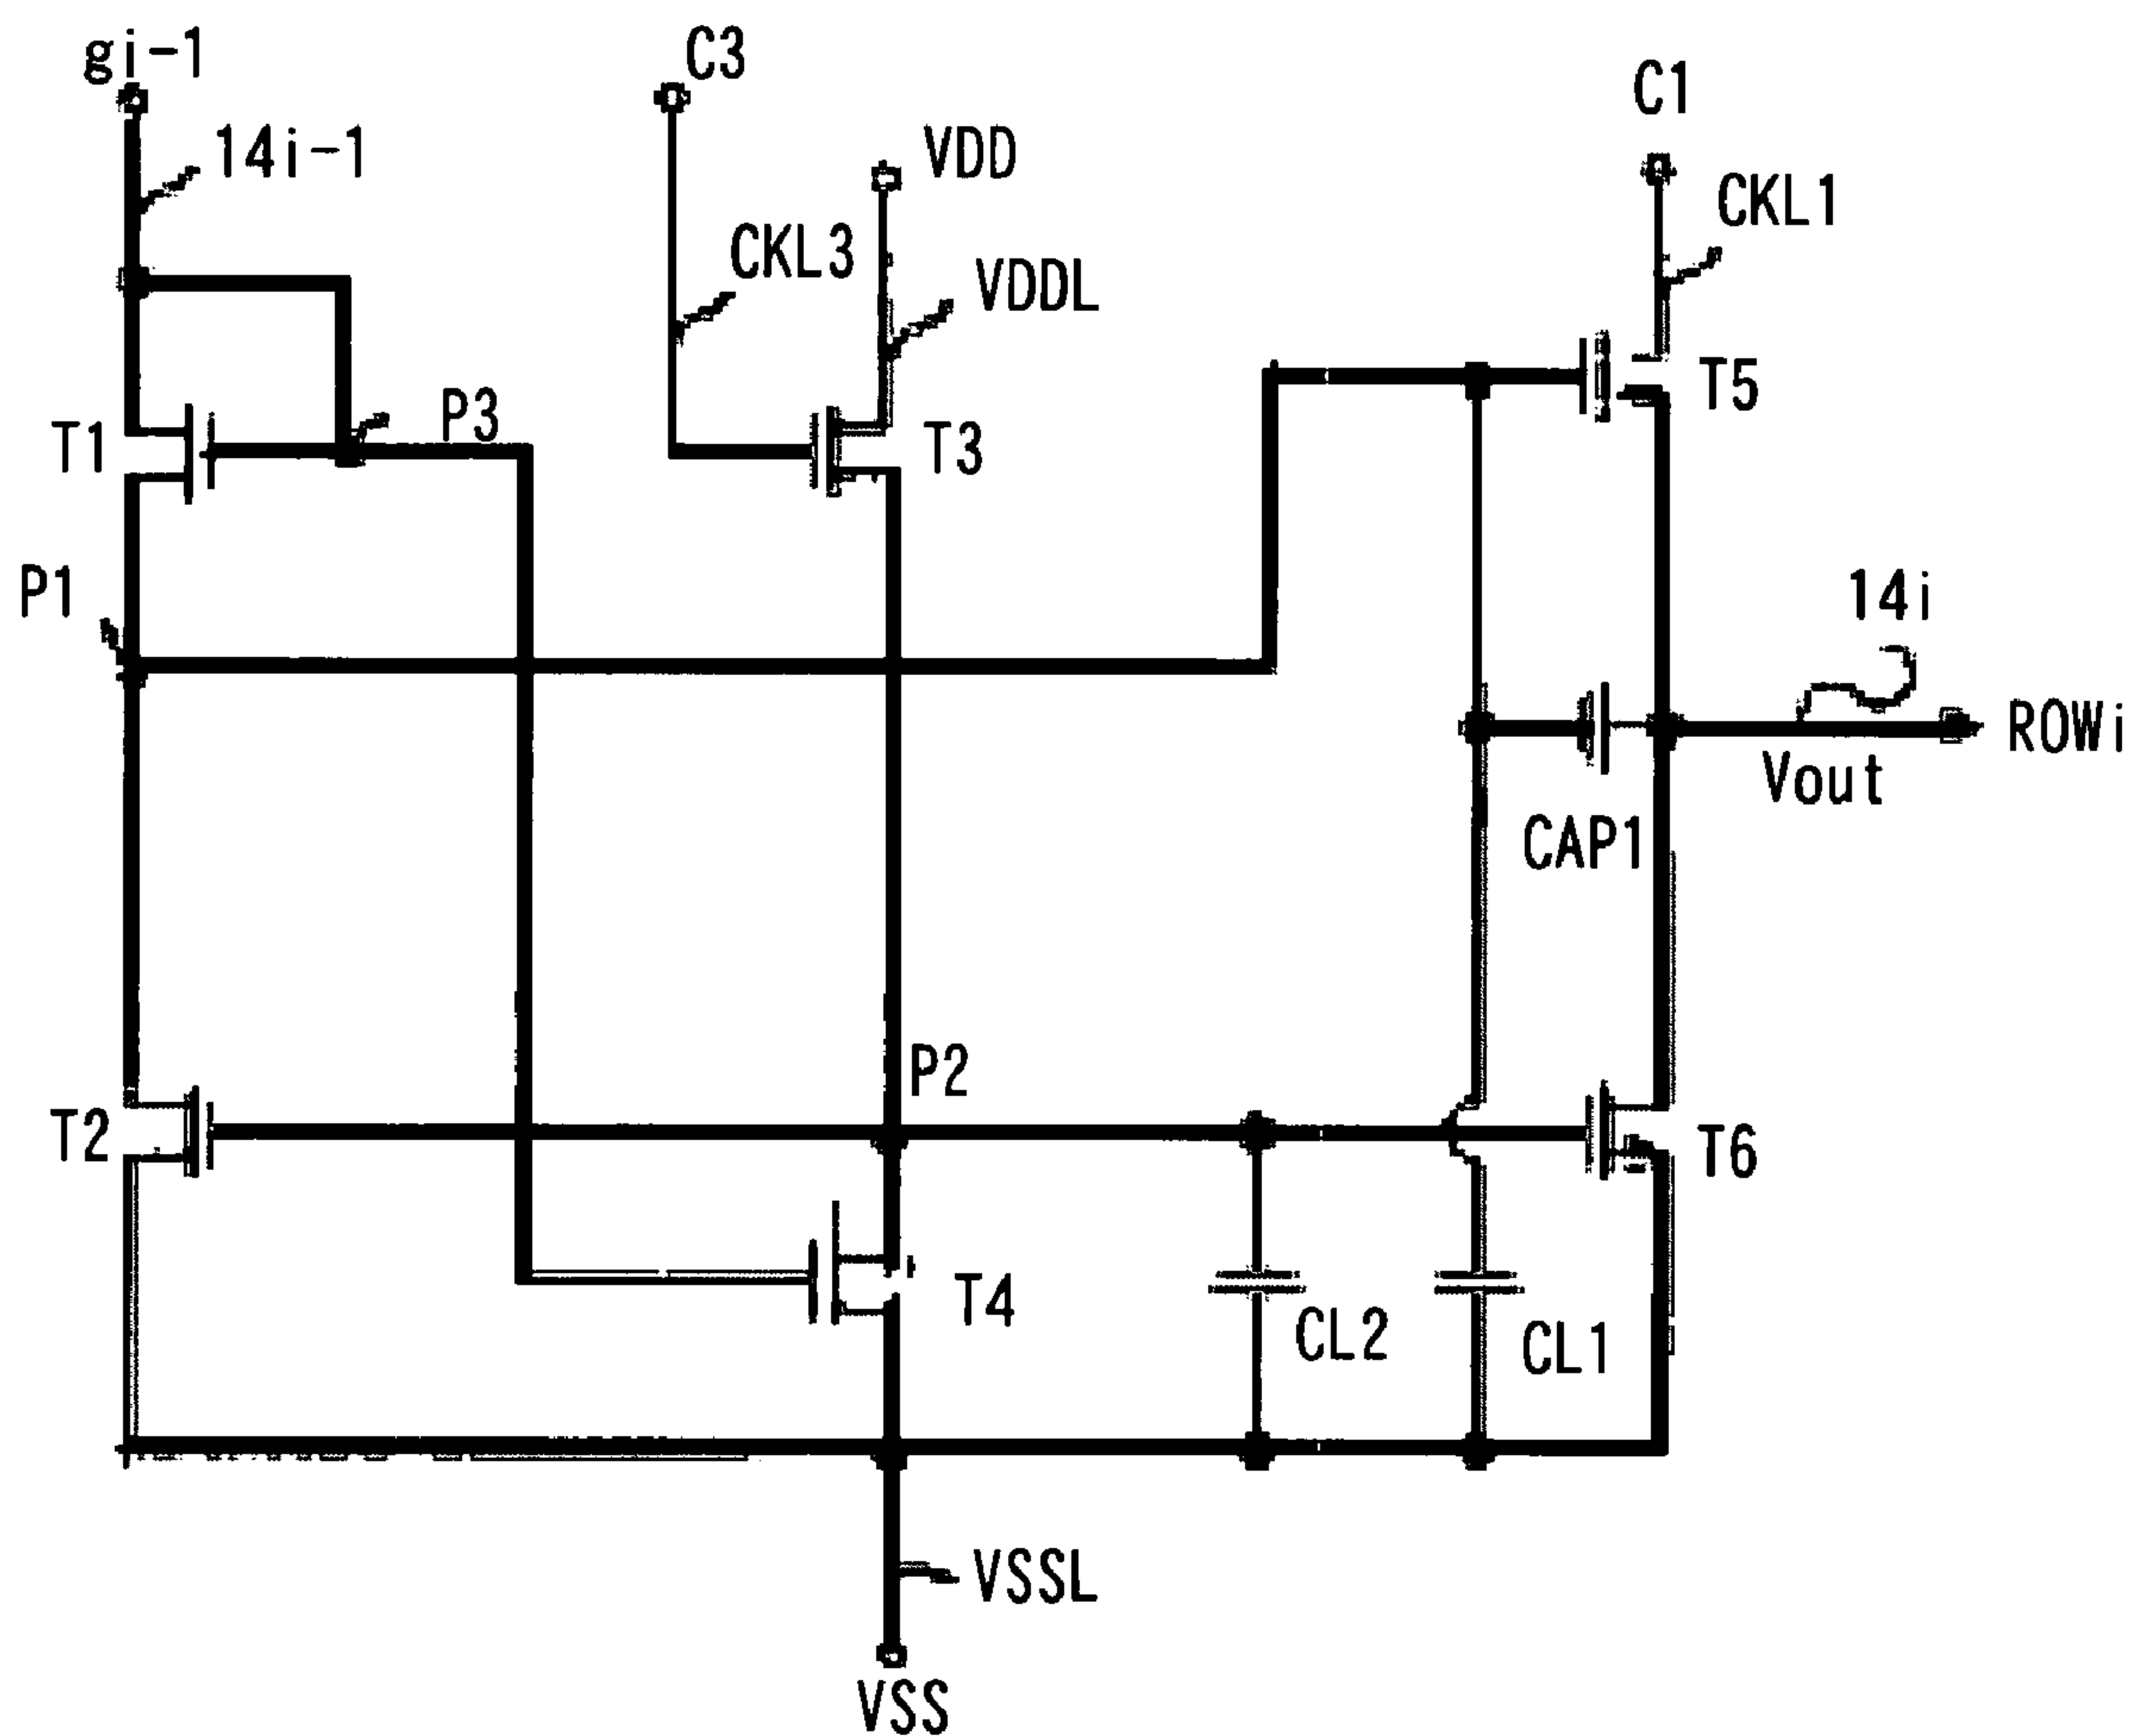 gi-1
C3
C1
14i-1
VDD
CKL1
CKL3
VDDL
T1
P3
T3
T5
P1
14i
ROWi
Vout
CAP1
P2
T2
T6
T4
CL2
CL1
VSSL
VSS